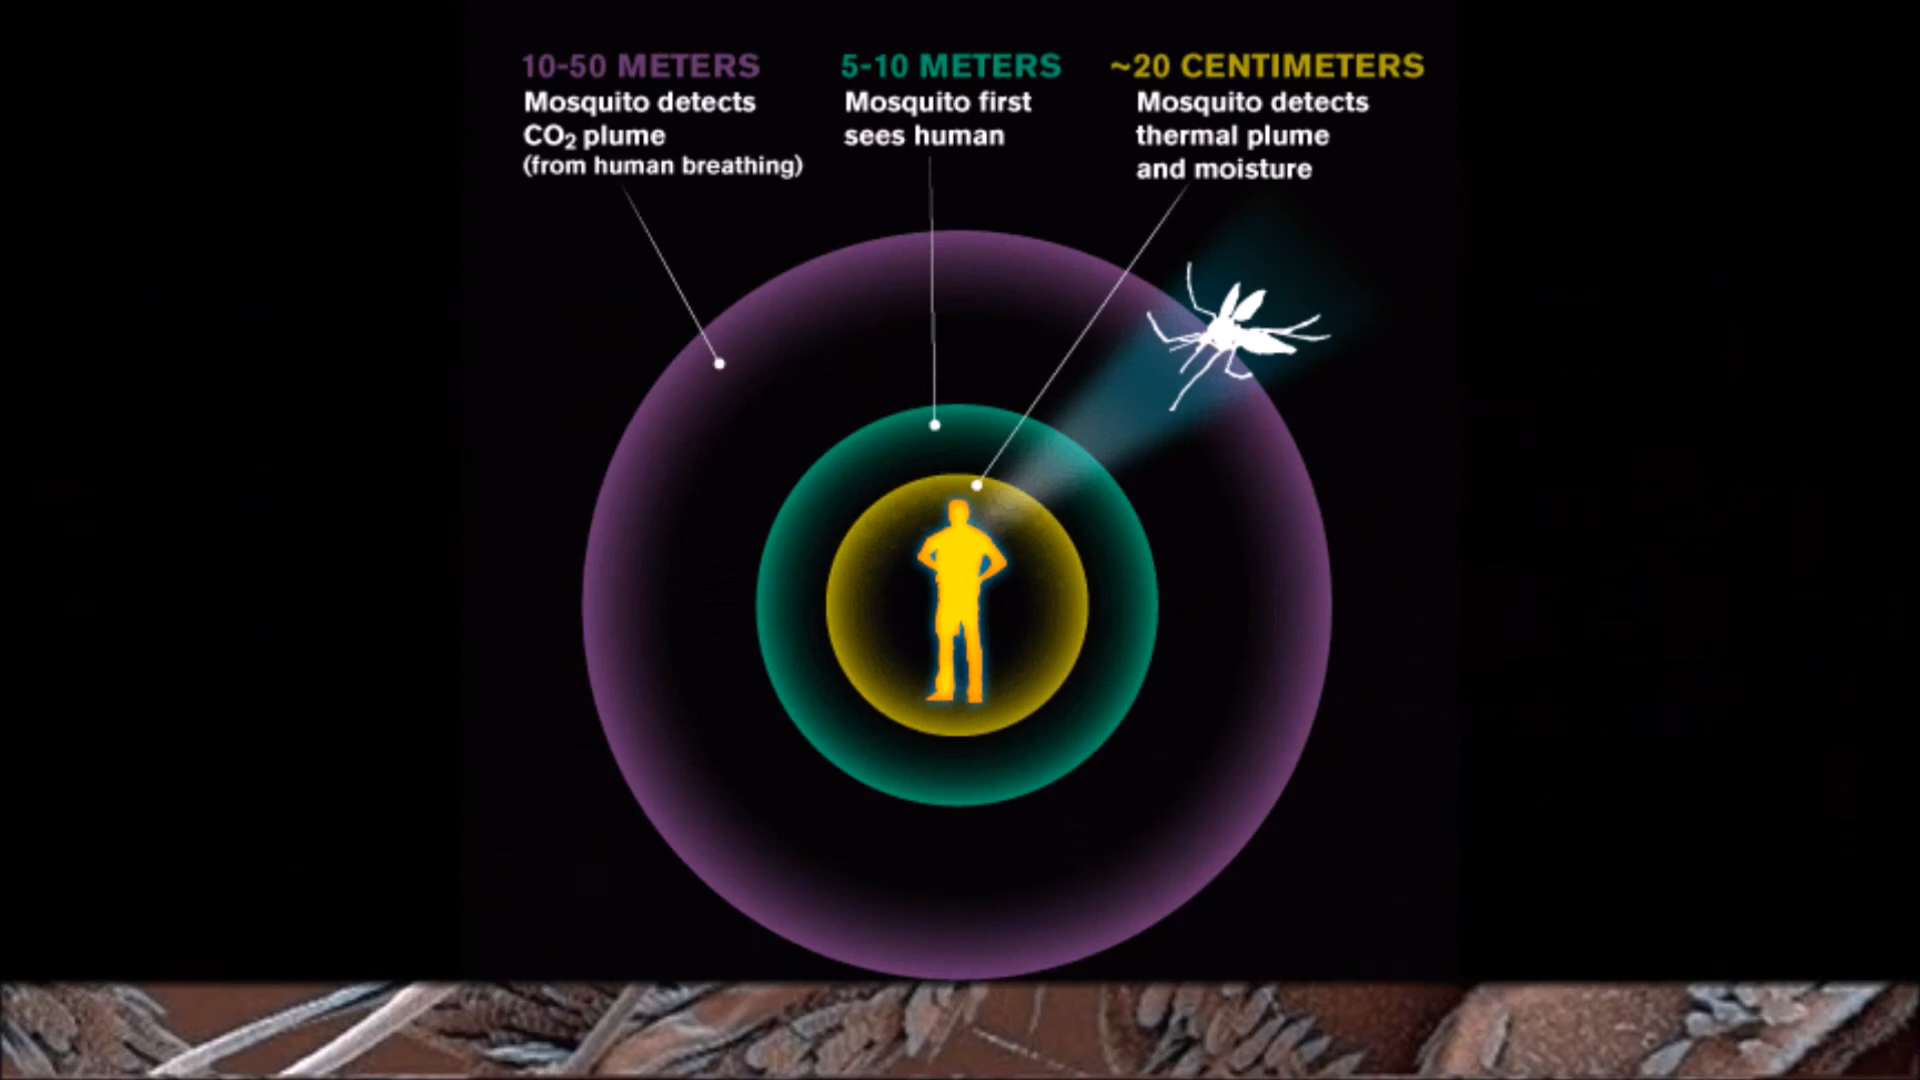 10-50 METERS
Mosquito detects
CO₂ plume
(from human breathing)
5-10 METERS
Mosquito first
sees human
~20 CENTIMETERS
Mosquito detects
thermal plume
and moisture